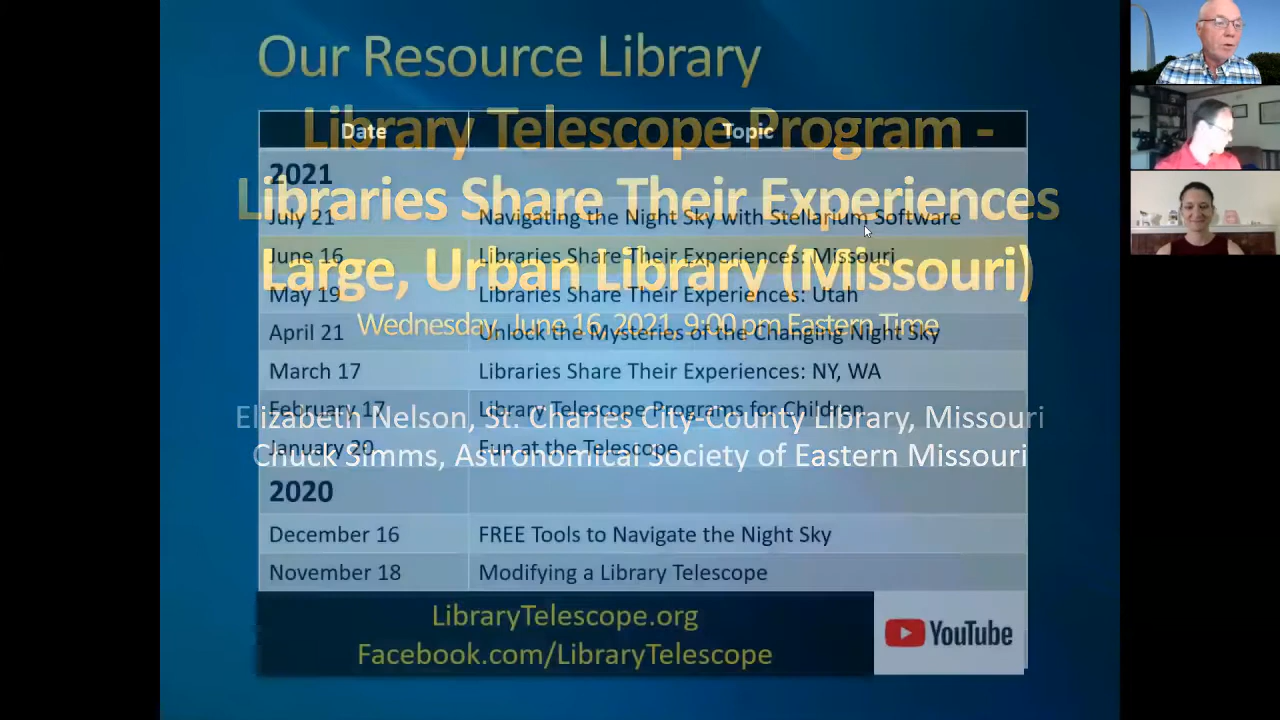 Our Resource Library
Library Telescope Program -
Date Topic
2021
Libraries Share Their Experiences
July 21 Navigating the Night Sky with Stellarium Software
June 16 Libraries Share Their Experiences: Missouri
Large, Urban Library (Missouri)
May 19 Libraries Share Their Experiences: Utah
Wednesday, June 16, 2021, 9:00 pm Eastern Time
April 21 Unlock the Mysteries of the Changing Night Sky
March 17 Libraries Share Their Experiences: NY, WA
February 17 Library Telescope Programs for Children
Elizabeth Nelson, St. Charles City-County Library, Missouri
January 20 Fun at the Telescope
Chuck Simms, Astronomical Society of Eastern Missouri
2020
December 16 FREE Tools to Navigate the Night Sky
November 18 Modifying a Library Telescope
LibraryTelescope.org
Facebook.com/LibraryTelescope
YouTube